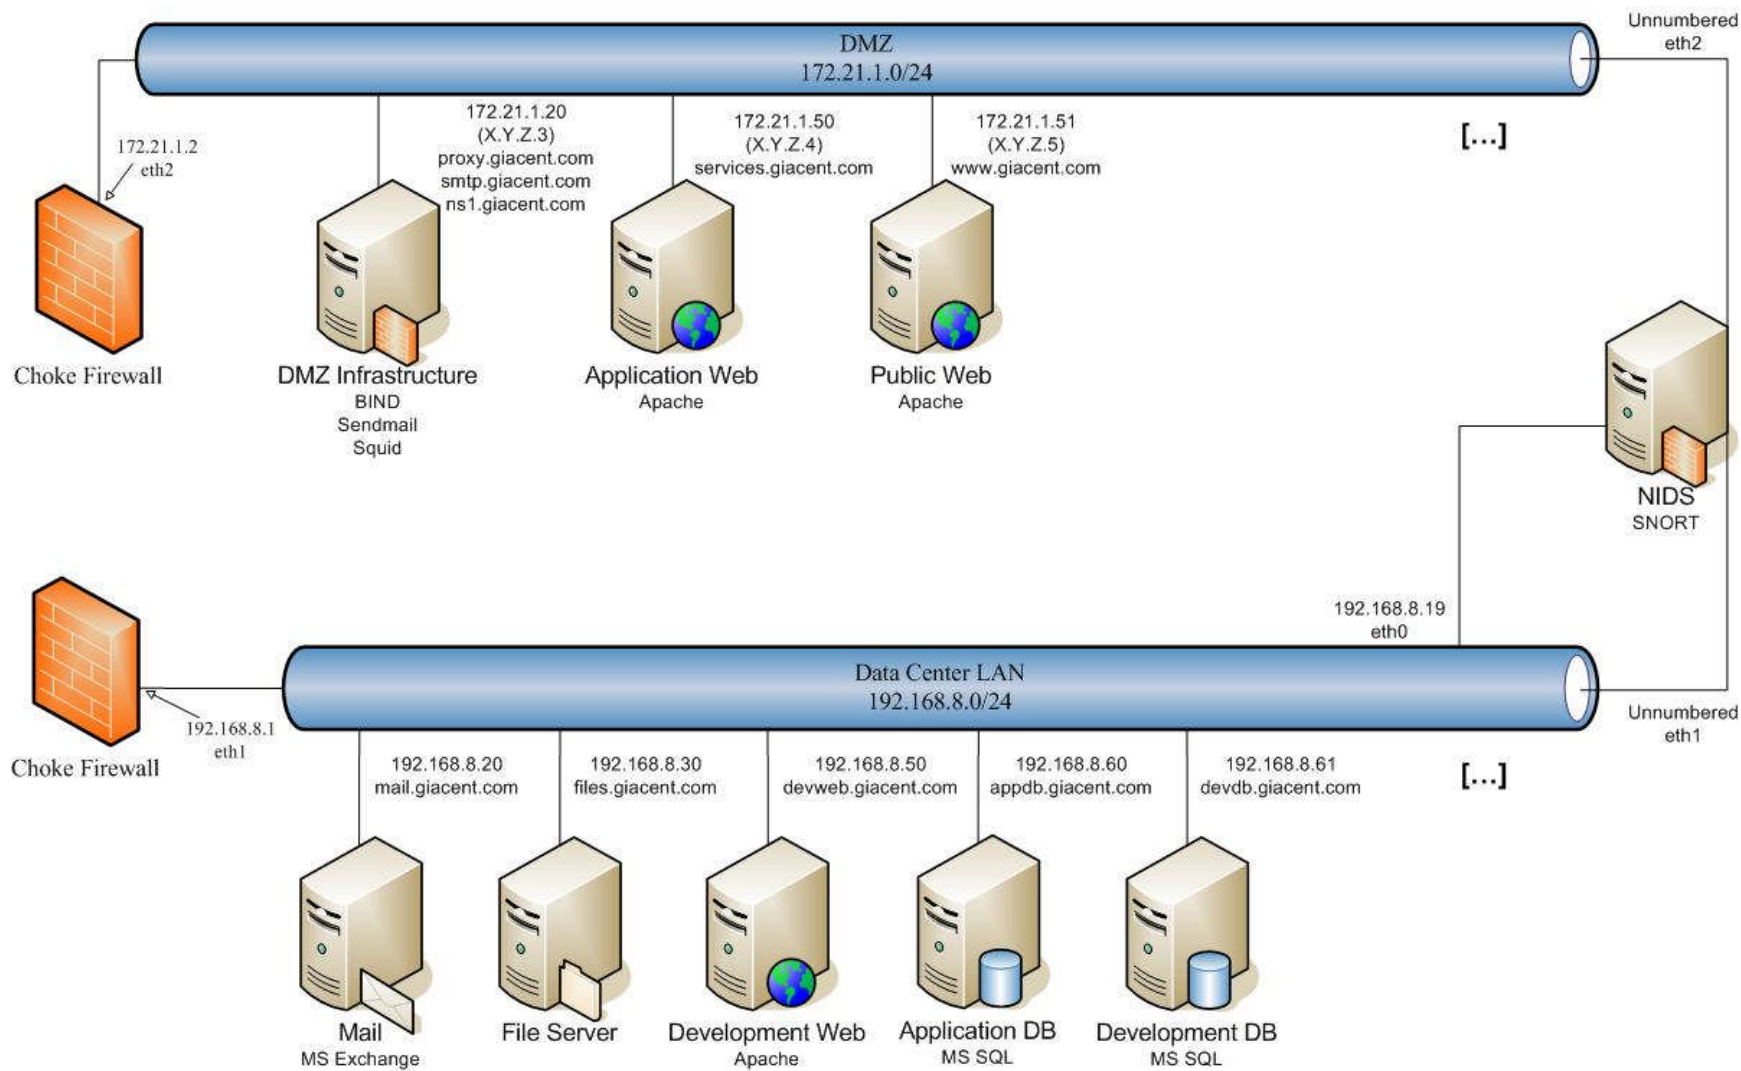 DMZ
172.21.1.0/24
Unnumbered
eth2
172.21.1.2
eth2
172.21.1.20
(X.Y.Z.3)
proxy.giacent.com
smtp.giacent.com
ns1.giacent.com
172.21.1.50
(X.Y.Z.4)
services.giacent.com
172.21.1.51
(X.Y.Z.5)
www.giacent.com
[...]
Choke Firewall
DMZ Infrastructure
BIND
Sendmail
Squid
Application Web
Apache
Public Web
Apache
NIDS
SNORT
192.168.8.19
eth0
Data Center LAN
192.168.8.0/24
192.168.8.1
eth1
Choke Firewall
Unnumbered
eth1
192.168.8.20
mail.giacent.com
192.168.8.30
files.giacent.com
192.168.8.50
devweb.giacent.com
192.168.8.60
appdb.giacent.com
192.168.8.61
devdb.giacent.com
[...]
Mail
MS Exchange
File Server
Development Web
Apache
Application DB
MS SQL
Development DB
MS SQL